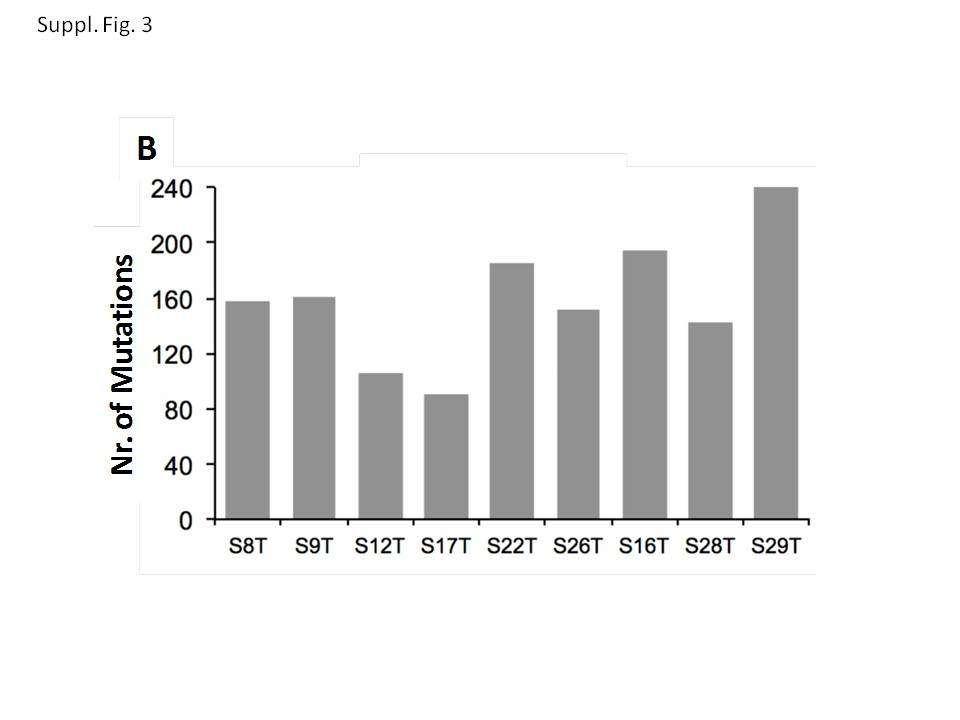 Suppl. Fig. 3
B
Nr. of Mutations
240
200
160
120
80
40
0
S8T S9T S12T S17T S22T S26T S16T S28T S29T